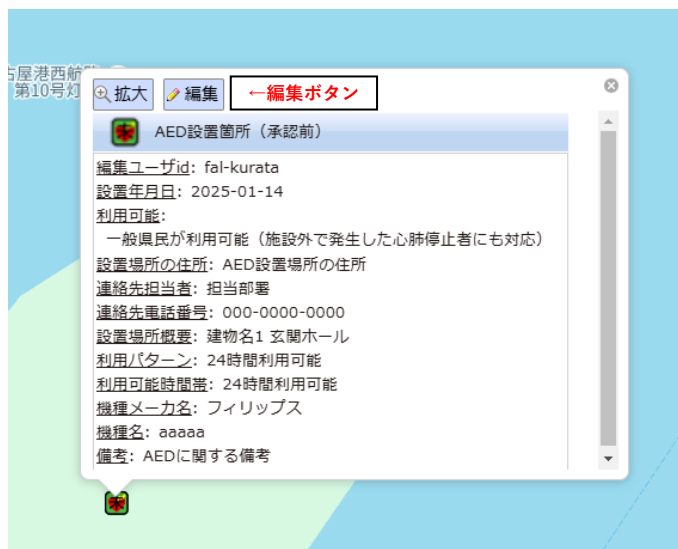 古屋港西航路
第10号灯
拡大
編集
←編集ボタン
AED設置箇所（承認前）
編集ユーザid: fal-kurata
設置年月日: 2025-01-14
利用可能:
一般県民が利用可能（施設外で発生した心肺停止者にも対応）
設置場所の住所: AED設置場所の住所
連絡先担当者: 担当部署
連絡先電話番号: 000-0000-0000
設置場所概要: 建物名1 玄関ホール
利用パターン: 24時間利用可能
利用可能時間帯: 24時間利用可能
機種メーカ名: フィリップス
機種名: aaaaa
備考: AEDに関する備考